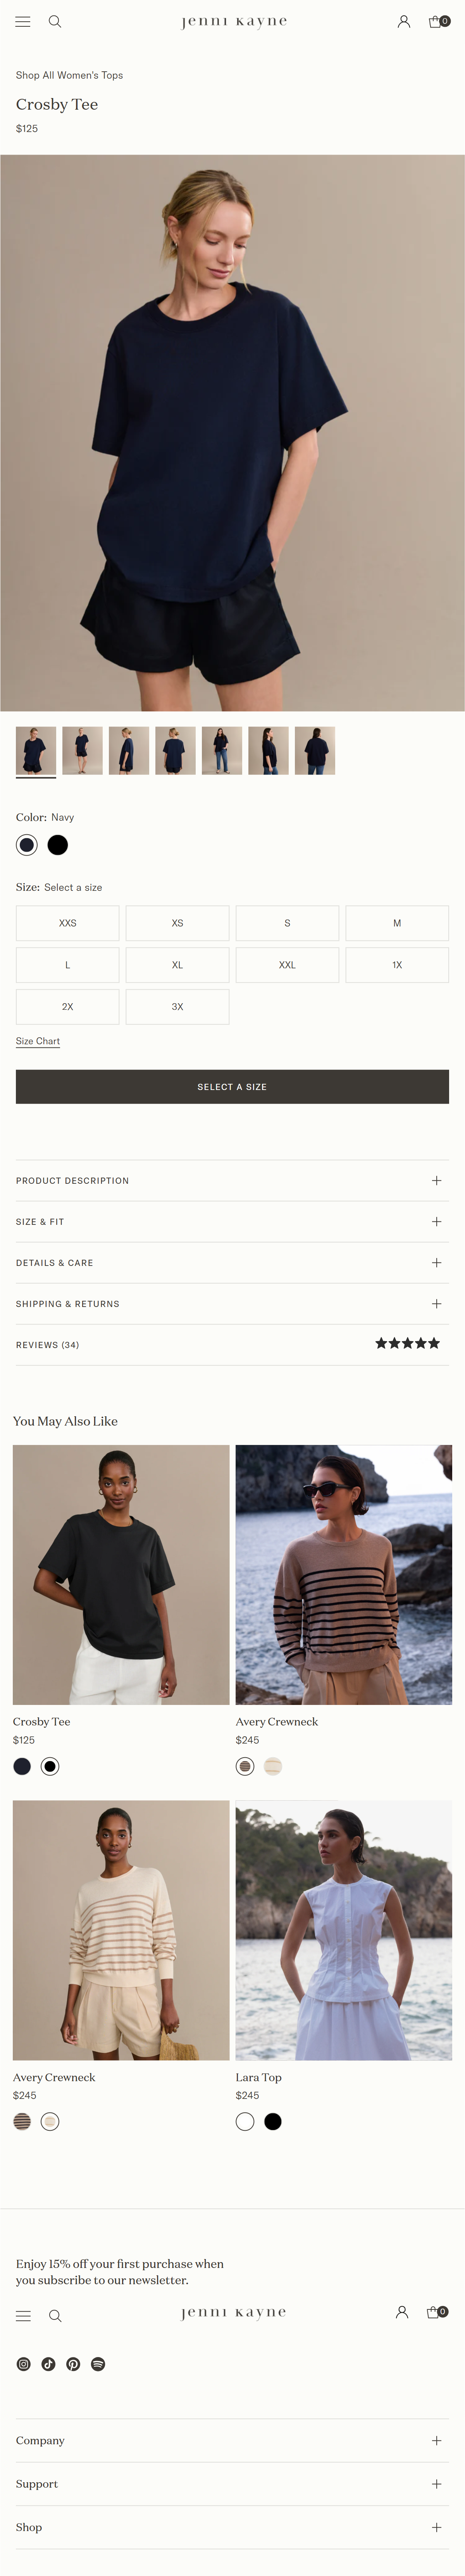 Jenni Kayne
0
Shop All Women's Tops
Crosby Tee
$125
Color: Navy
Size: Select a size
XXS XS S M
L XL XXL 1X
2X 3X
Size Chart
SELECT A SIZE
PRODUCT DESCRIPTION
SIZE & FIT
DETAILS & CARE
SHIPPING & RETURNS
REVIEWS (34)
You May Also Like
Crosby Tee
$125
Avery Crewneck
$245
Avery Crewneck
$245
Lara Top
$245
Enjoy 15% off your first purchase when
you subscribe to our newsletter.
Jenni Kayne
0
Company
Support
Shop